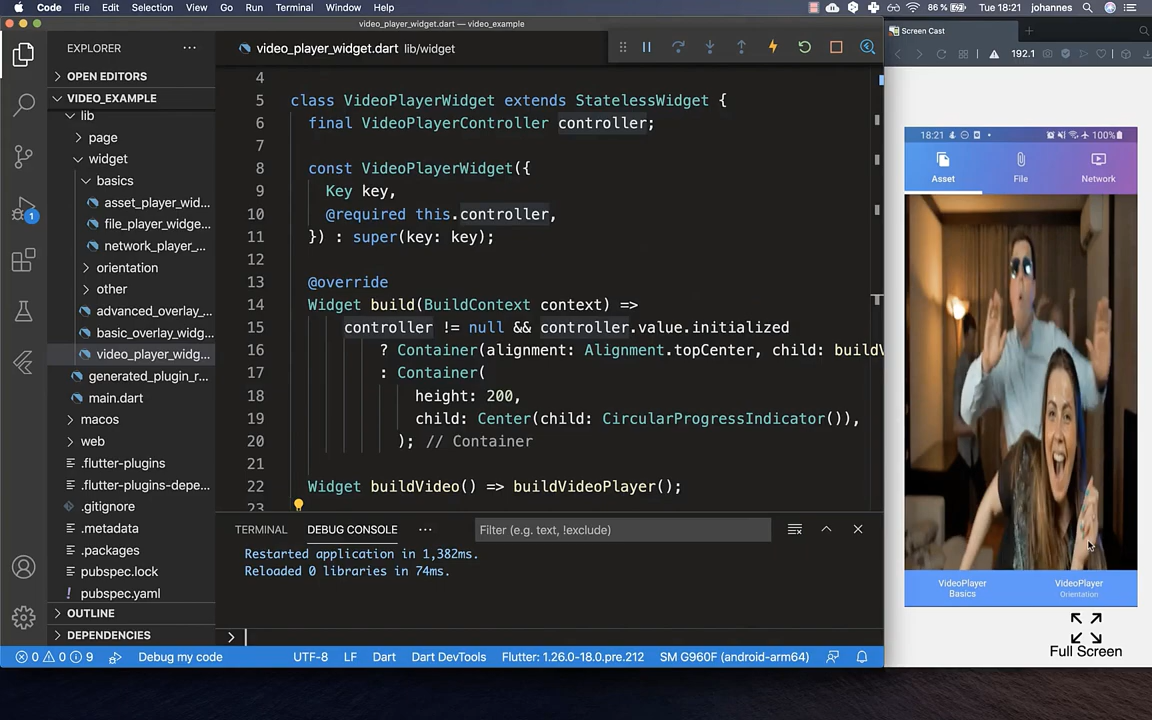 Code File Edit Selection View Go Run Terminal Window Help 86 % Tue 18:21 johannes
video_player_widget.dart — video_example
Screen Cast
EXPLORER
video_player_widget.dart lib/widget
192.1
OPEN EDITORS
VIDEO_EXAMPLE
lib
page
widget
basics
asset_player_wid...
file_player_widge...
network_player_...
orientation
other
advanced_overlay_...
basic_overlay_widg...
video_player_widg...
generated_plugin_r...
main.dart
macos
web
.flutter-plugins
.flutter-plugins-depe...
.gitignore
.metadata
.packages
pubspec.lock
pubspec.yaml
OUTLINE
DEPENDENCIES
1
4
5 class VideoPlayerWidget extends StatelessWidget {
6 final VideoPlayerController controller;
7
8 const VideoPlayerWidget({
9 Key key,
10 @required this.controller,
11 }) : super(key: key);
12
13 @override
14 Widget build(BuildContext context) =>
15 controller != null && controller.value.initialized
16 ? Container(alignment: Alignment.topCenter, child: buildV
17 : Container(
18 height: 200,
19 child: Center(child: CircularProgressIndicator()),
20 ); // Container
21
22 Widget buildVideo() => buildVideoPlayer();
23
TERMINAL DEBUG CONSOLE ... Filter (e.g. text, !exclude)
Restarted application in 1,382ms.
Reloaded 0 libraries in 74ms.
>
0 0 9 Debug my code UTF-8 LF Dart Dart DevTools Flutter: 1.26.0-18.0.pre.212 SM G960F (android-arm64)
18:21 100%
Asset File Network
VideoPlayer
Basics
VideoPlayer
Orientation
Full Screen